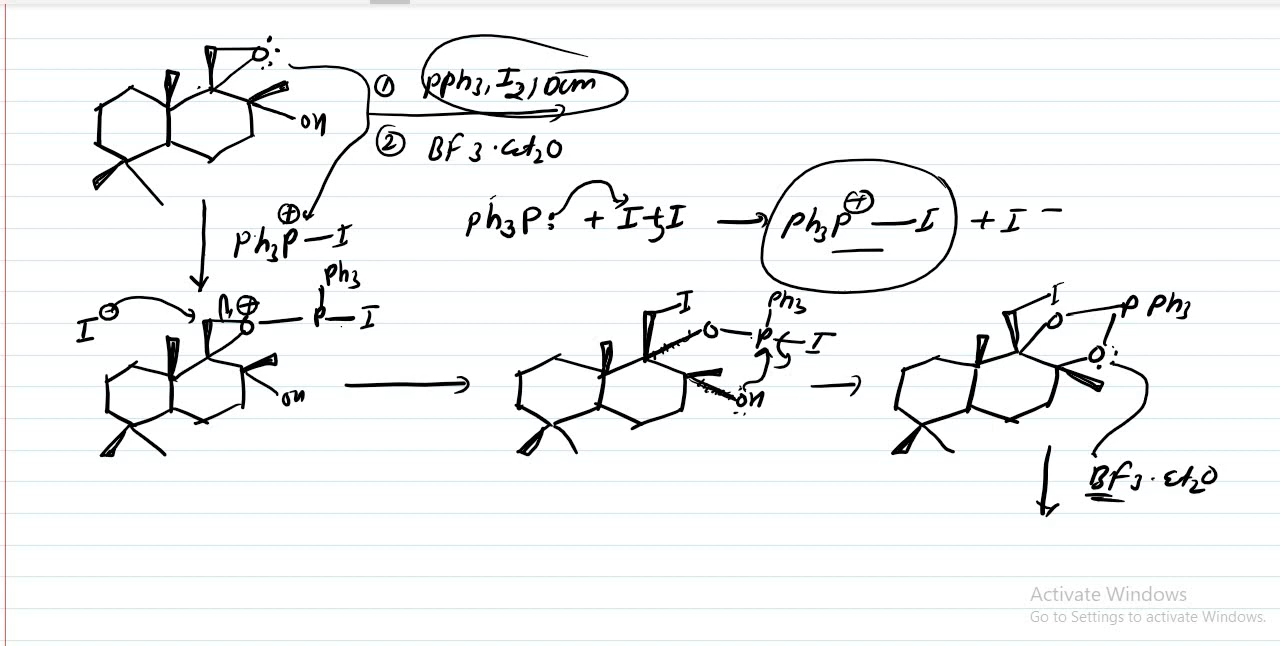 O:
① pph3, I2, Dcm
OH
② BF3·Et2O
⊕
Ph3P—I
ph3P: + I—I ⟶ ph3P⊕—I + I⁻
I⊖
⊕
O—P—I
Ph3
OH
I
O—P—I
Ph3
OH
I
O P Ph3
O:
BF3·Et2O
Activate Windows
Go to Settings to activate Windows.